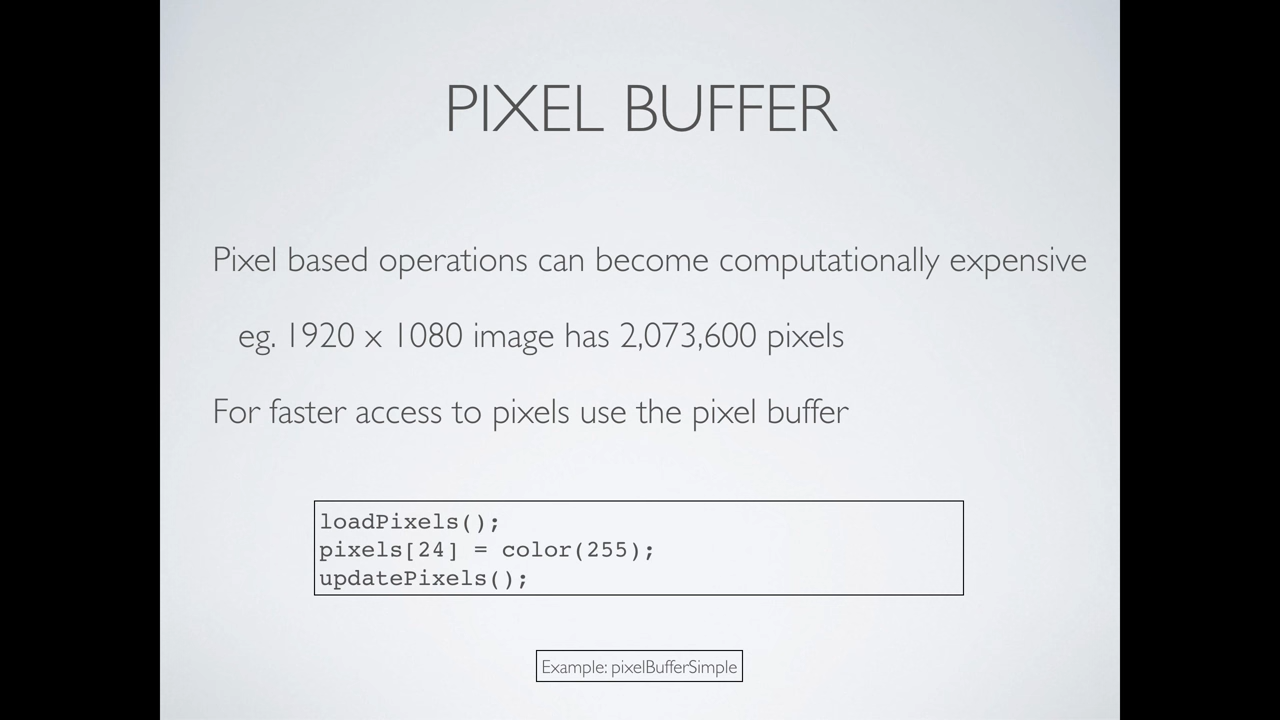 PIXEL BUFFER
Pixel based operations can become computationally expensive
eg. 1920 x 1080 image has 2,073,600 pixels
For faster access to pixels use the pixel buffer
loadPixels();
pixels[24] = color(255);
updatePixels();
Example: pixelBufferSimple